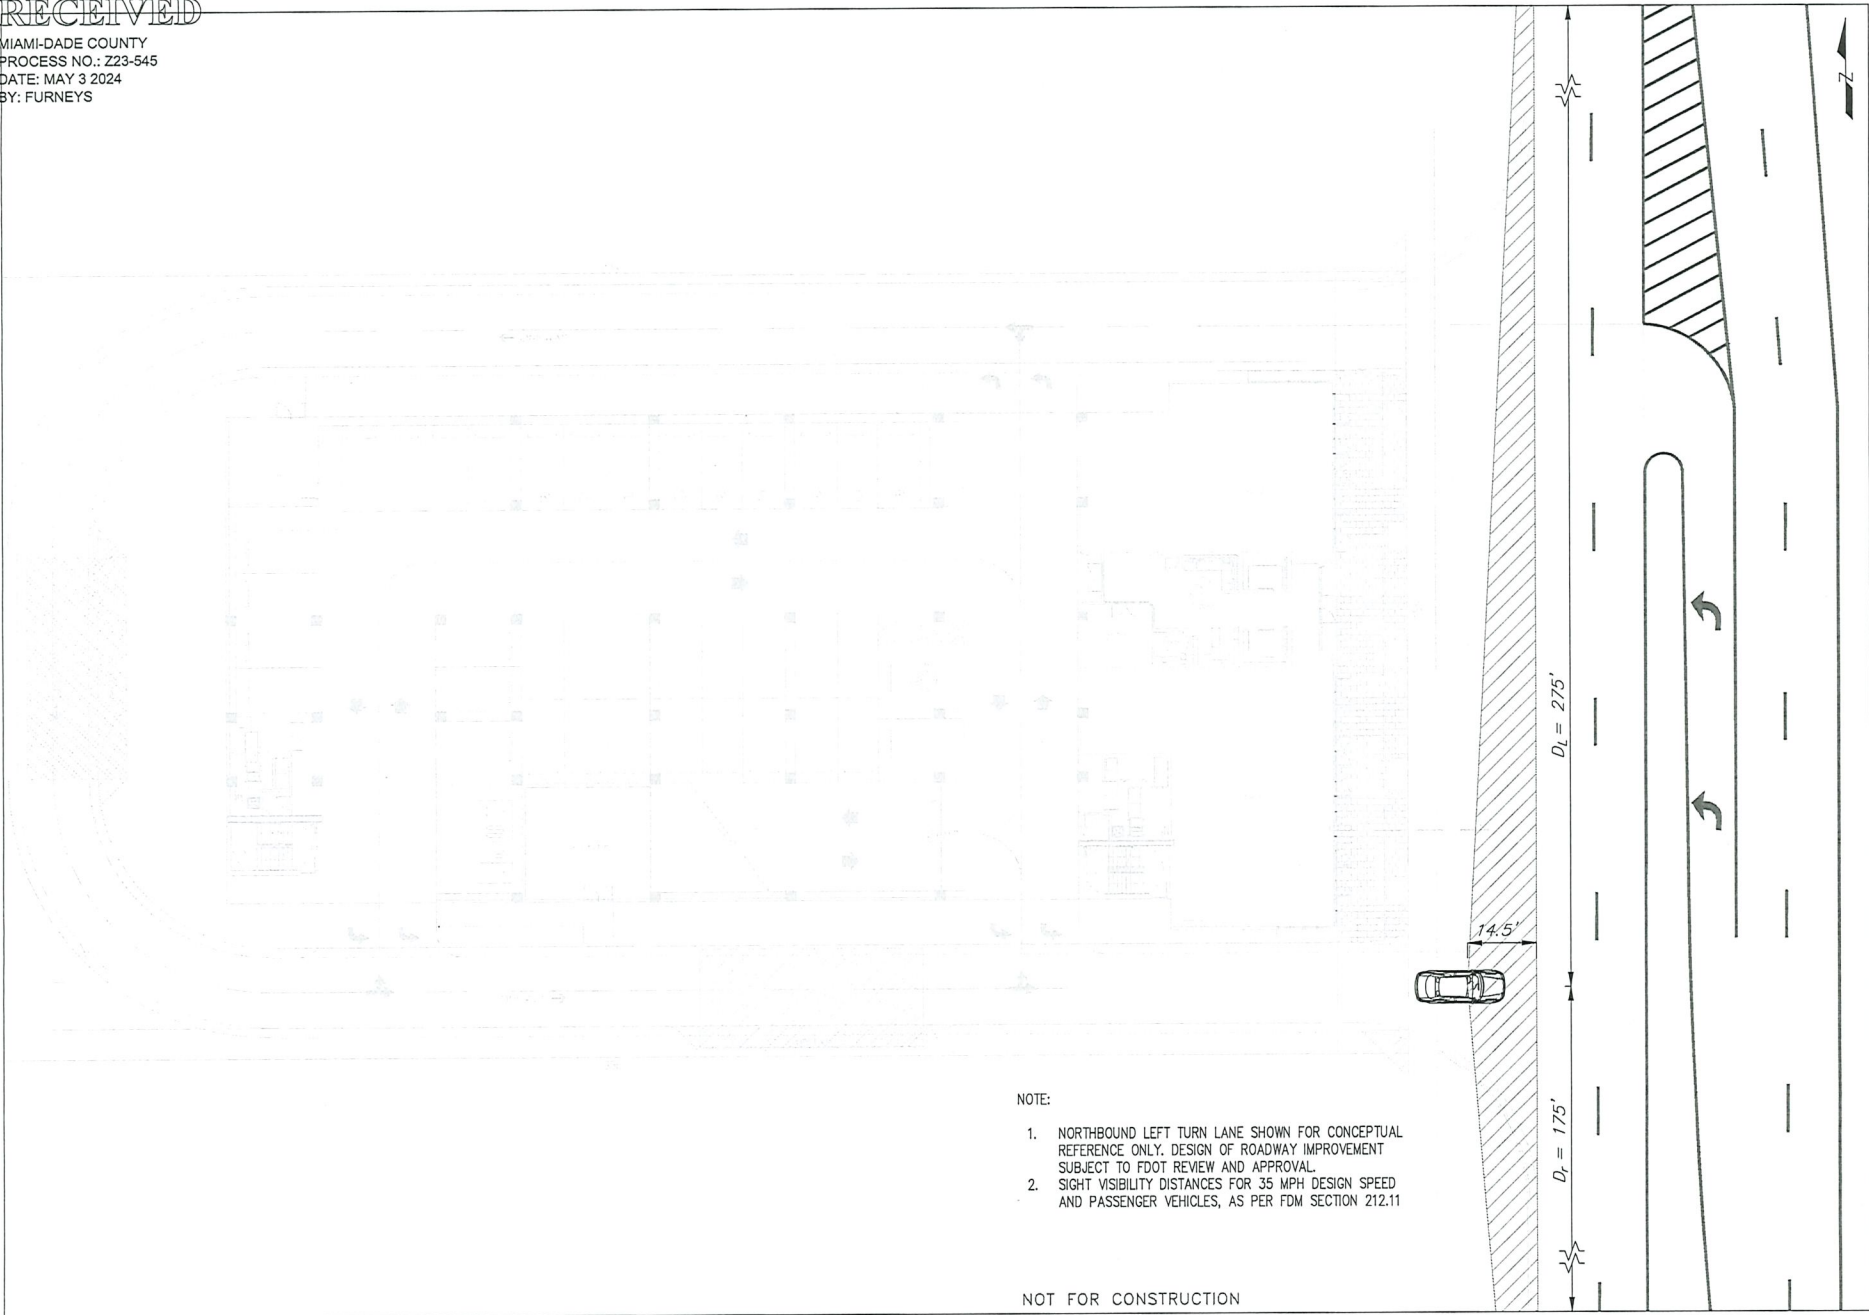 RECEIVED
MIAMI-DADE COUNTY
PROCESS NO.: Z23-545
DATE: MAY 3 2024
BY: FURNEYS
N
DL = 275'
14.5'
Dr = 175'
NOTE:
1. NORTHBOUND LEFT TURN LANE SHOWN FOR CONCEPTUAL
REFERENCE ONLY. DESIGN OF ROADWAY IMPROVEMENT
SUBJECT TO FDOT REVIEW AND APPROVAL.
2. SIGHT VISIBILITY DISTANCES FOR 35 MPH DESIGN SPEED
AND PASSENGER VEHICLES, AS PER FDM SECTION 212.11
NOT FOR CONSTRUCTION